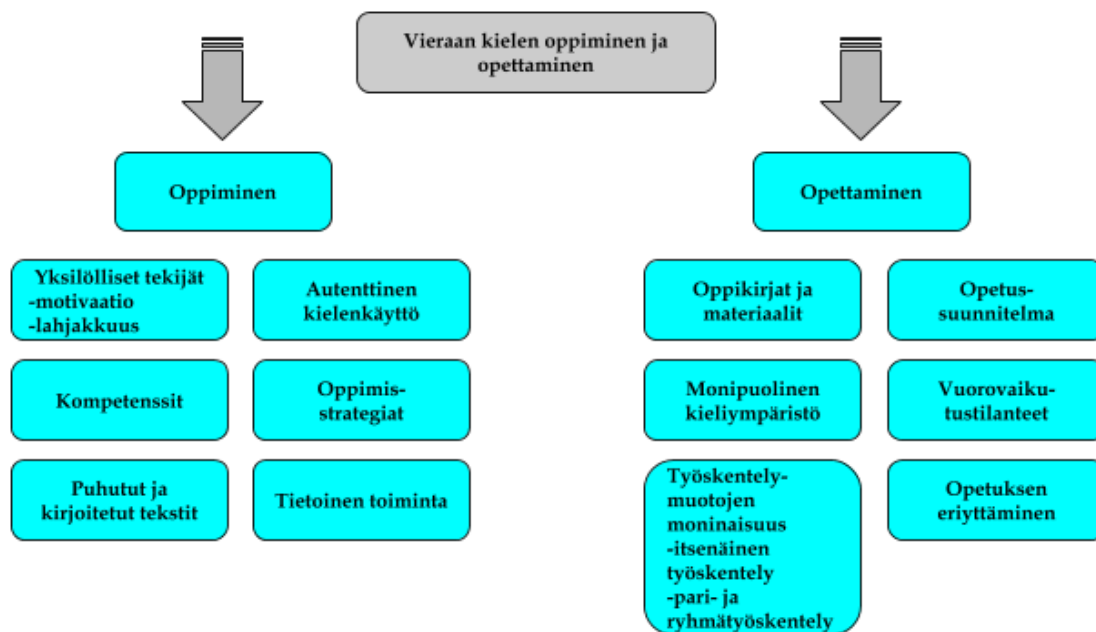 Vieraan kielen oppiminen ja
opettaminen
Oppiminen
Opettaminen
Yksilölliset tekijät
-motivaatio
-lahjakkuus
Autenttinen
kielenkäyttö
Kompetenssit
Oppimis-
strategiat
Puhutut ja
kirjoitetut tekstit
Tietoinen toiminta
Oppikirjat ja
materiaalit
Opetus-
suunnitelma
Monipuolinen
kieliympäristö
Vuorovaiku-
tustilanteet
Työskentely-
muotojen
moninaisuus
-itsenäinen
työskentely
-pari- ja
ryhmätyöskentely
Opetuksen
eriyttäminen